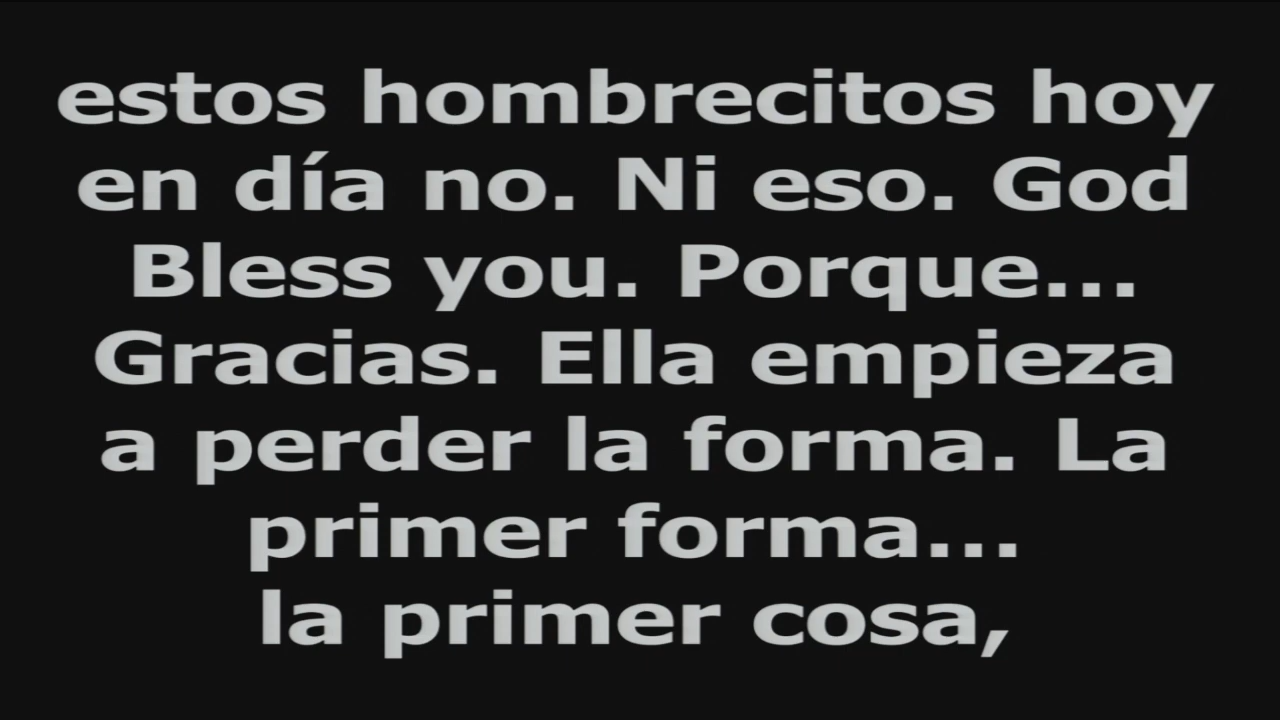 estos hombrecitos hoy
en día no. Ni eso. God
Bless you. Porque...
Gracias. Ella empieza
a perder la forma. La
primer forma...
la primer cosa,